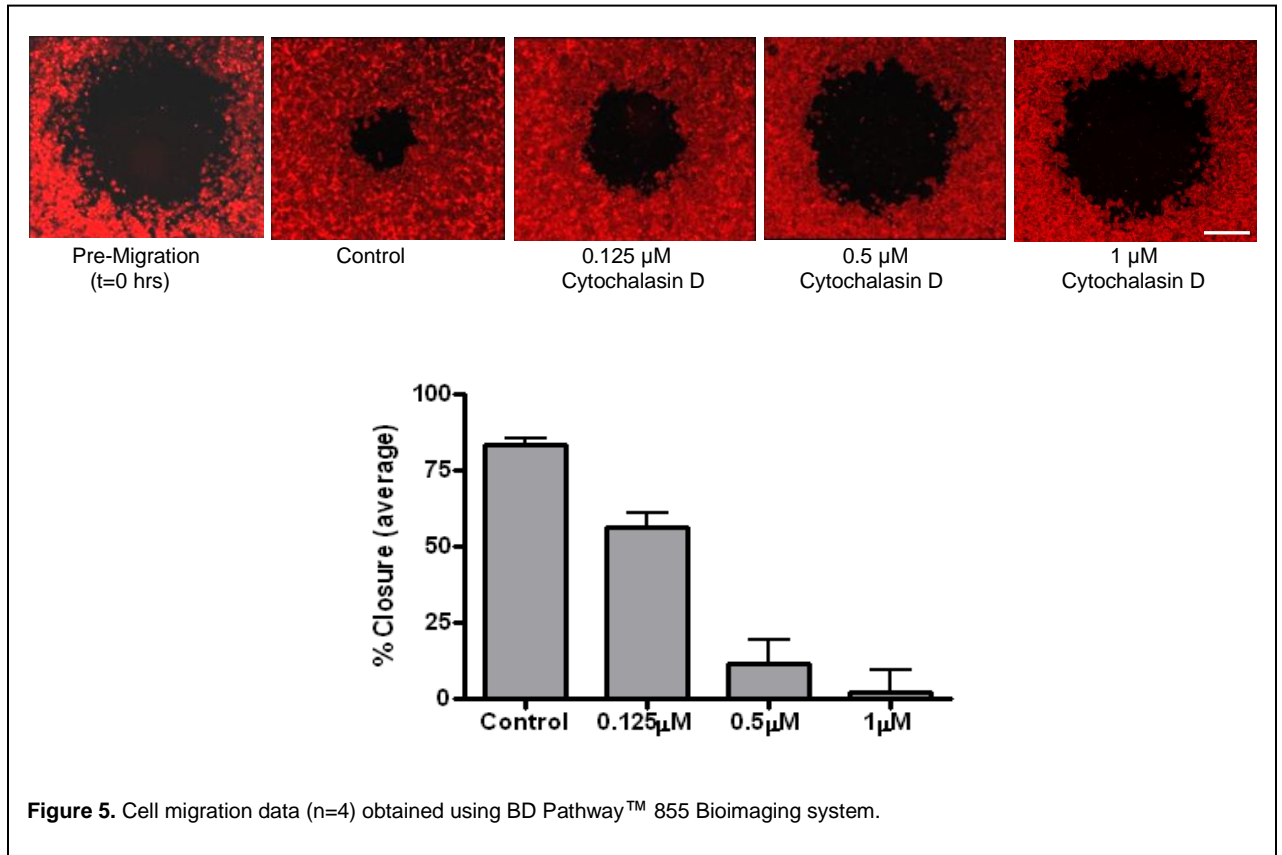 Pre-Migration
(t=0 hrs)
Control
0.125 µM
Cytochalasin D
0.5 µM
Cytochalasin D
1 µM
Cytochalasin D
% Closure (average)
100
75
50
25
0
Control
0.125µM
0.5µM
1µM
Figure 5. Cell migration data (n=4) obtained using BD Pathway™ 855 Bioimaging system.